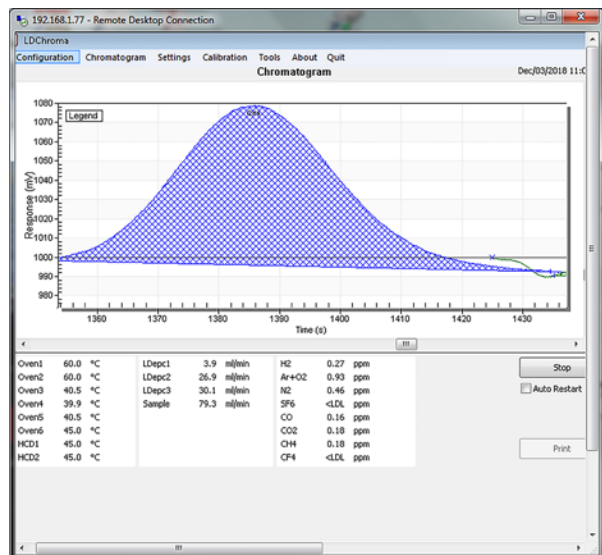 192.168.1.77 - Remote Desktop Connection
LDChroma
Configuration Chromatogram Settings Calibration Tools About Quit
Chromatogram Dec/03/2018 11:0
Legend
Response (mV)
1080
1070
1060
1050
1040
1030
1020
1010
1000
990
980
1360 1370 1380 1390 1400 1410 1420 1430
Time (s)
Oven1 60.0 °C LDepc1 3.9 ml/min H2 0.27 ppm Stop
Oven2 60.0 °C LDepc2 26.9 ml/min Ar+O2 0.93 ppm
Oven3 40.5 °C LDepc3 30.1 ml/min N2 0.46 ppm Auto Restart
Oven4 39.9 °C Sample 79.3 ml/min SF6 <LDL ppm
Oven5 40.5 °C CO 0.16 ppm
Oven6 45.0 °C CO2 0.18 ppm
HCD1 45.0 °C CH4 0.18 ppm Print
HCD2 45.0 °C CF4 <LDL ppm